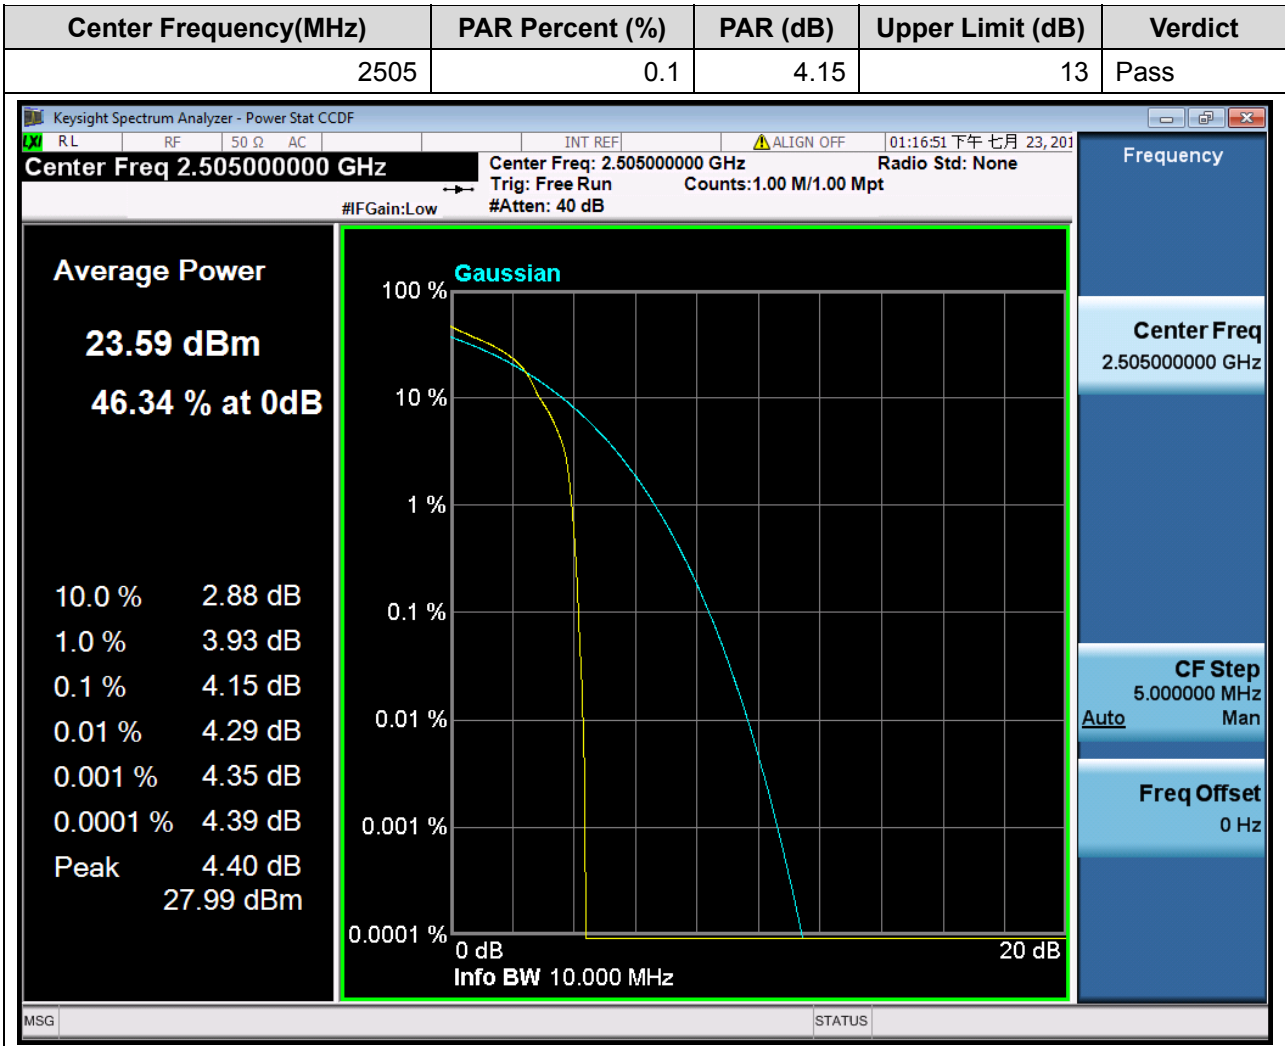 Center Frequency(MHz) PAR Percent (%) PAR (dB) Upper Limit (dB) Verdict
2505 0.1 4.15 13 Pass
Keysight Spectrum Analyzer - Power Stat CCDF
LXI RL RF 50 Ω AC INT REF ALIGN OFF 01:16:51 下午 七月 23, 201
Center Freq 2.505000000 GHz
#IFGain:Low
Center Freq: 2.505000000 GHz Radio Std: None
Trig: Free Run Counts:1.00 M/1.00 Mpt
#Atten: 40 dB
Average Power
23.59 dBm
46.34 % at 0dB
10.0 % 2.88 dB
1.0 % 3.93 dB
0.1 % 4.15 dB
0.01 % 4.29 dB
0.001 % 4.35 dB
0.0001 % 4.39 dB
Peak 4.40 dB
27.99 dBm
Gaussian
100 %
10 %
1 %
0.1 %
0.01 %
0.001 %
0.0001 %
0 dB 20 dB
Info BW 10.000 MHz
Frequency
Center Freq
2.505000000 GHz
CF Step
5.000000 MHz
Auto Man
Freq Offset
0 Hz
MSG STATUS